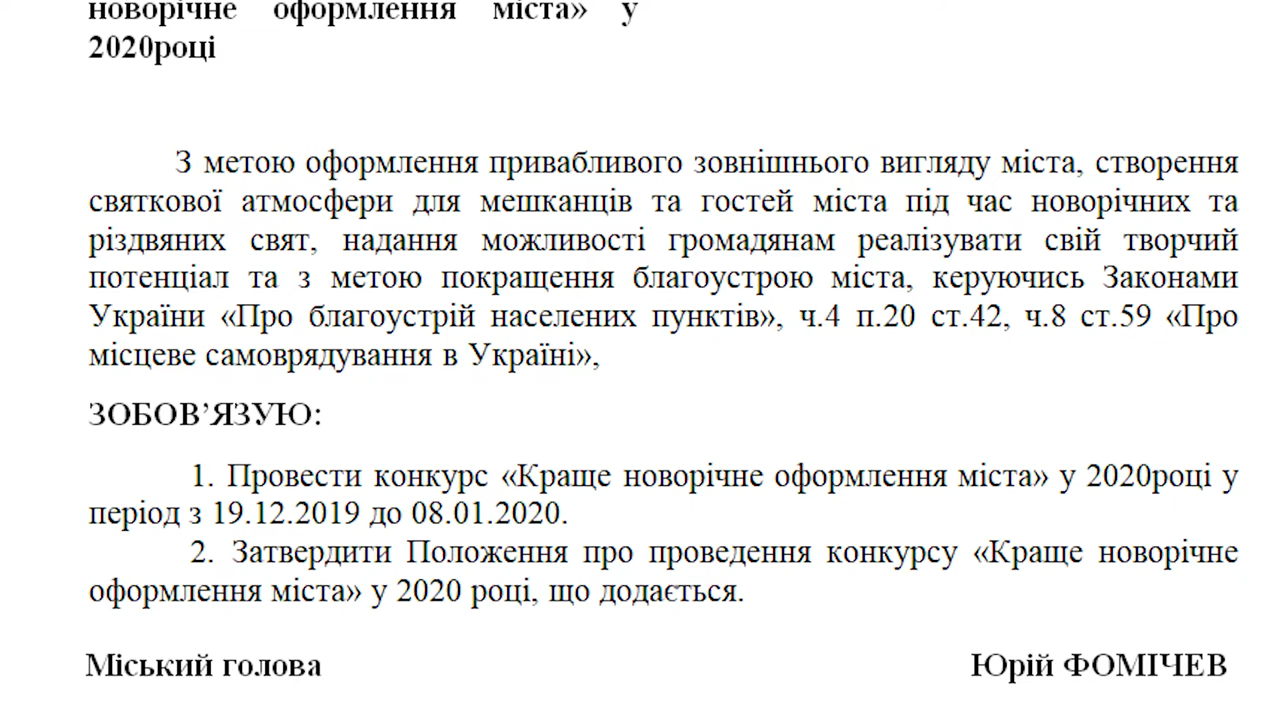 новорічне оформлення міста» у
2020році
З метою оформлення привабливого зовнішнього вигляду міста, створення
святкової атмосфери для мешканців та гостей міста під час новорічних та
різдвяних свят, надання можливості громадянам реалізувати свій творчий
потенціал та з метою покращення благоустрою міста, керуючись Законами
України «Про благоустрій населених пунктів», ч.4 п.20 ст.42, ч.8 ст.59 «Про
місцеве самоврядування в Україні»,
ЗОБОВ’ЯЗУЮ:
1. Провести конкурс «Краще новорічне оформлення міста» у 2020році у
період з 19.12.2019 до 08.01.2020.
2. Затвердити Положення про проведення конкурсу «Краще новорічне
оформлення міста» у 2020 році, що додається.
Міський голова Юрій ФОМІЧЕВ